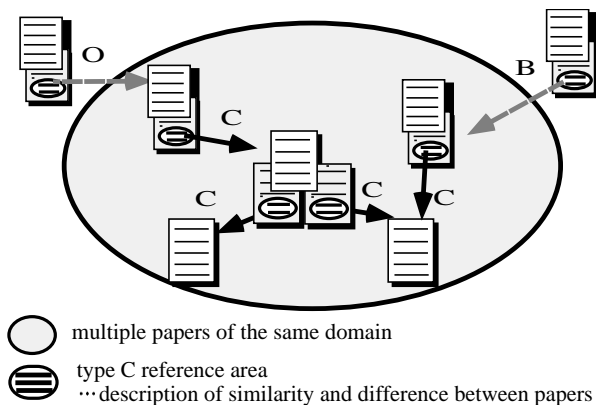 O
B
C
C
C
C
multiple papers of the same domain
type C reference area
…description of similarity and difference between papers